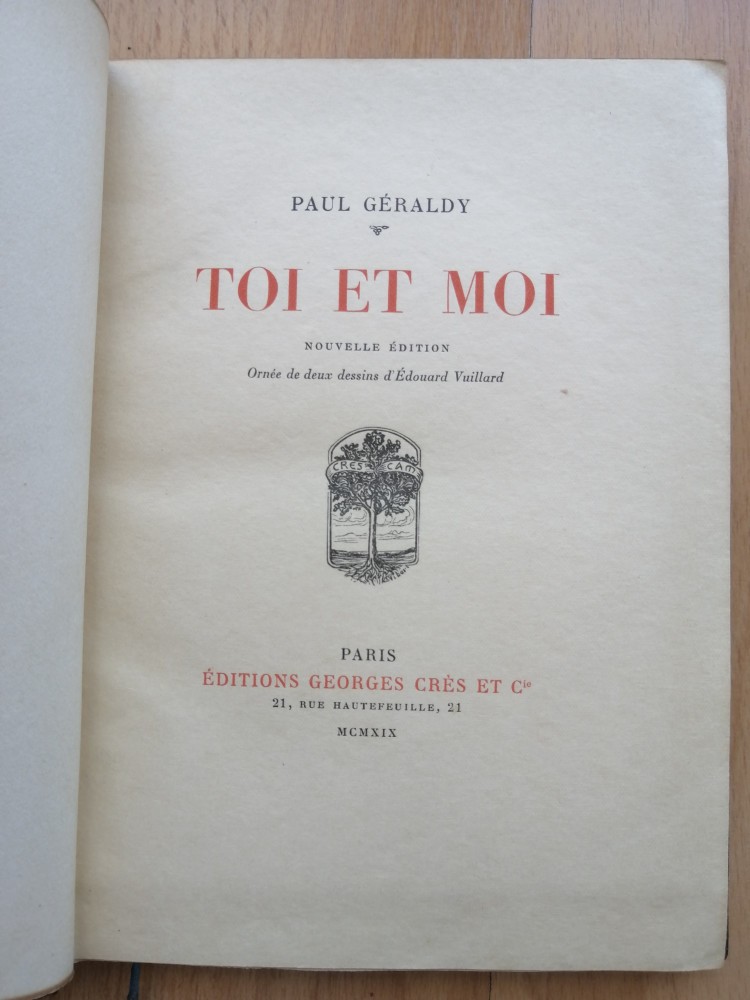 PAUL GÉRALDY
TOI ET MOI
NOUVELLE ÉDITION
Ornée de deux dessins d'Édouard Vuillard
CRES CAM
PARIS
ÉDITIONS GEORGES CRÈS ET Cie
21, RUE HAUTEFEUILLE, 21
MCMXIX